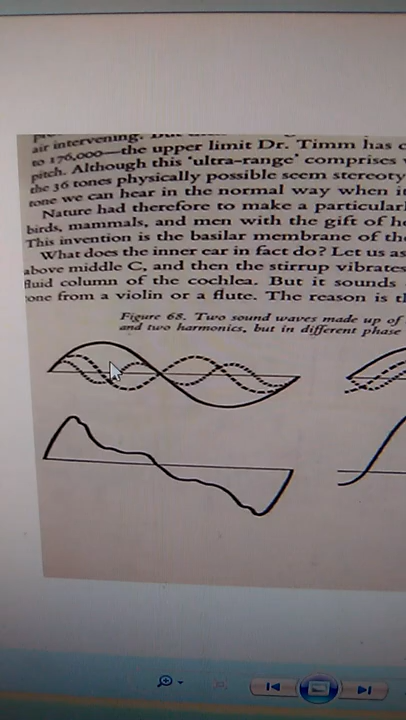 air intervening.
to 176,000—the upper limit Dr. Timm has
pitch. Although this 'ultra-range' comprises
the 36 tones physically possible seem
tone we can hear in the normal way when it
Nature had therefore to make a
birds, mammals, and men with the gift of
This invention is the basilar membrane of the
What does the inner ear in fact do? Let us as
above middle C, and then the stirrup vibrates
fluid column of the cochlea. But it sounds
tone from a violin or a flute. The reason is
Figure 68. Two sound waves made up of
and two harmonics, but in different phase